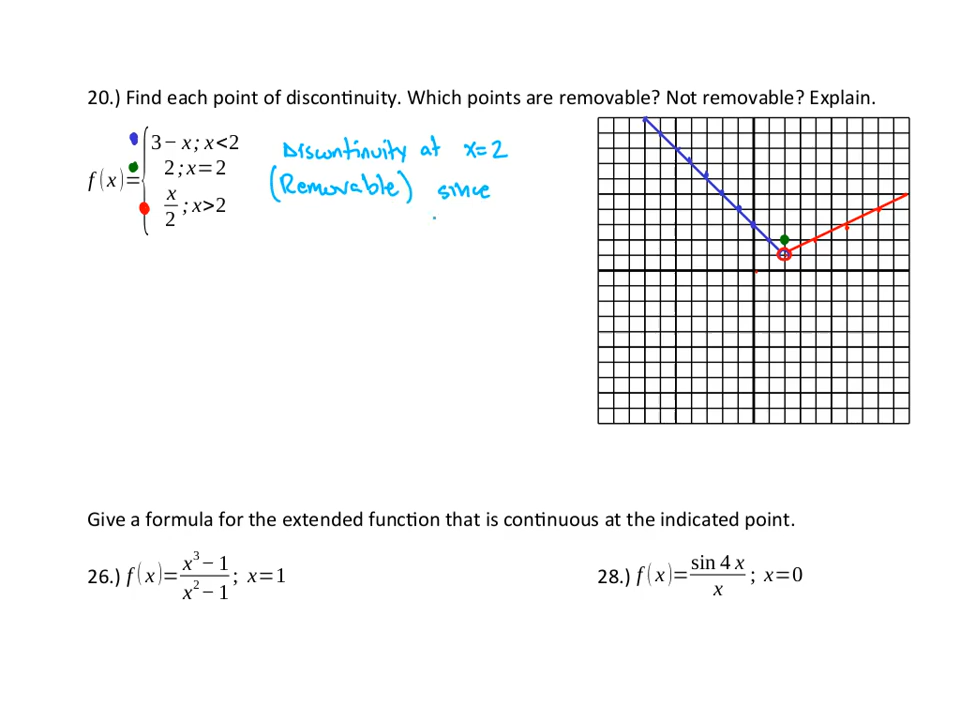 20.) Find each point of discontinuity. Which points are removable? Not removable? Explain.
f(x)={3−x; x<2
2; x=2
x/2; x>2
Discontinuity at x=2
(Removable) since
Give a formula for the extended function that is continuous at the indicated point.
26.) f(x)=(x³−1)/(x²−1); x=1
28.) f(x)=(sin 4x)/x; x=0